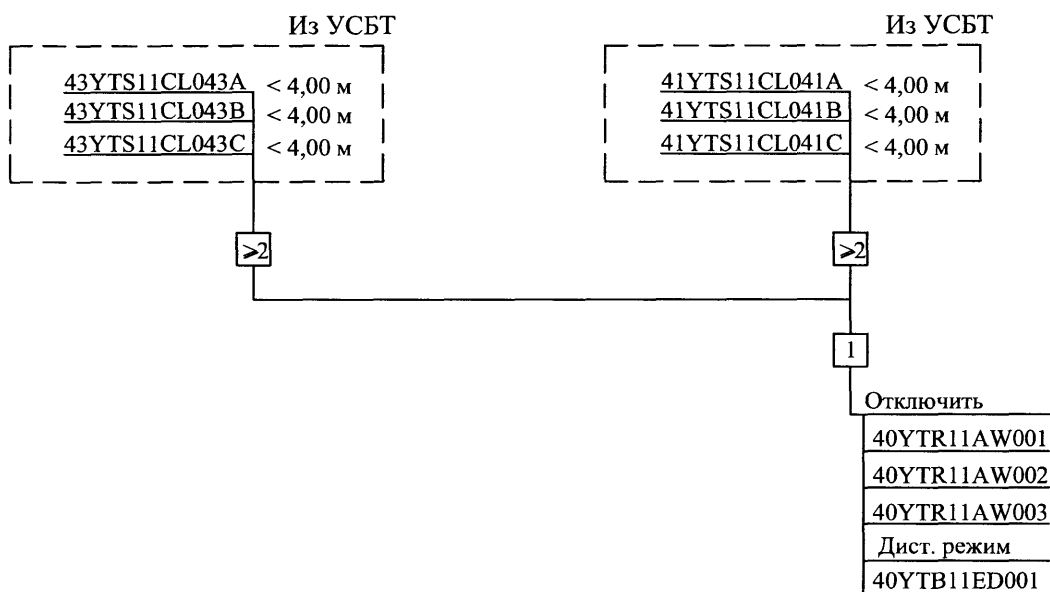 Из УСБТ
43YTS11CL043A < 4,00 м
43YTS11CL043B < 4,00 м
43YTS11CL043C < 4,00 м
Из УСБТ
41YTS11CL041A < 4,00 м
41YTS11CL041B < 4,00 м
41YTS11CL041C < 4,00 м
⩾2
⩾2
1
Отключить
40YTR11AW001
40YTR11AW002
40YTR11AW003
Дист. режим
40YTB11ED001